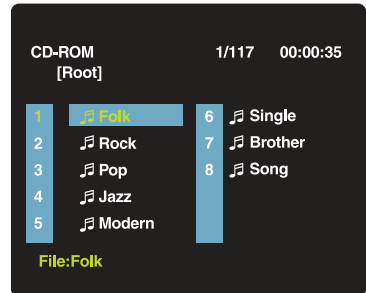 CD-ROM 1/117 00:00:35
[Root]
1 Folk
2 Rock
3 Pop
4 Jazz
5 Modern
6 Single
7 Brother
8 Song
File:Folk